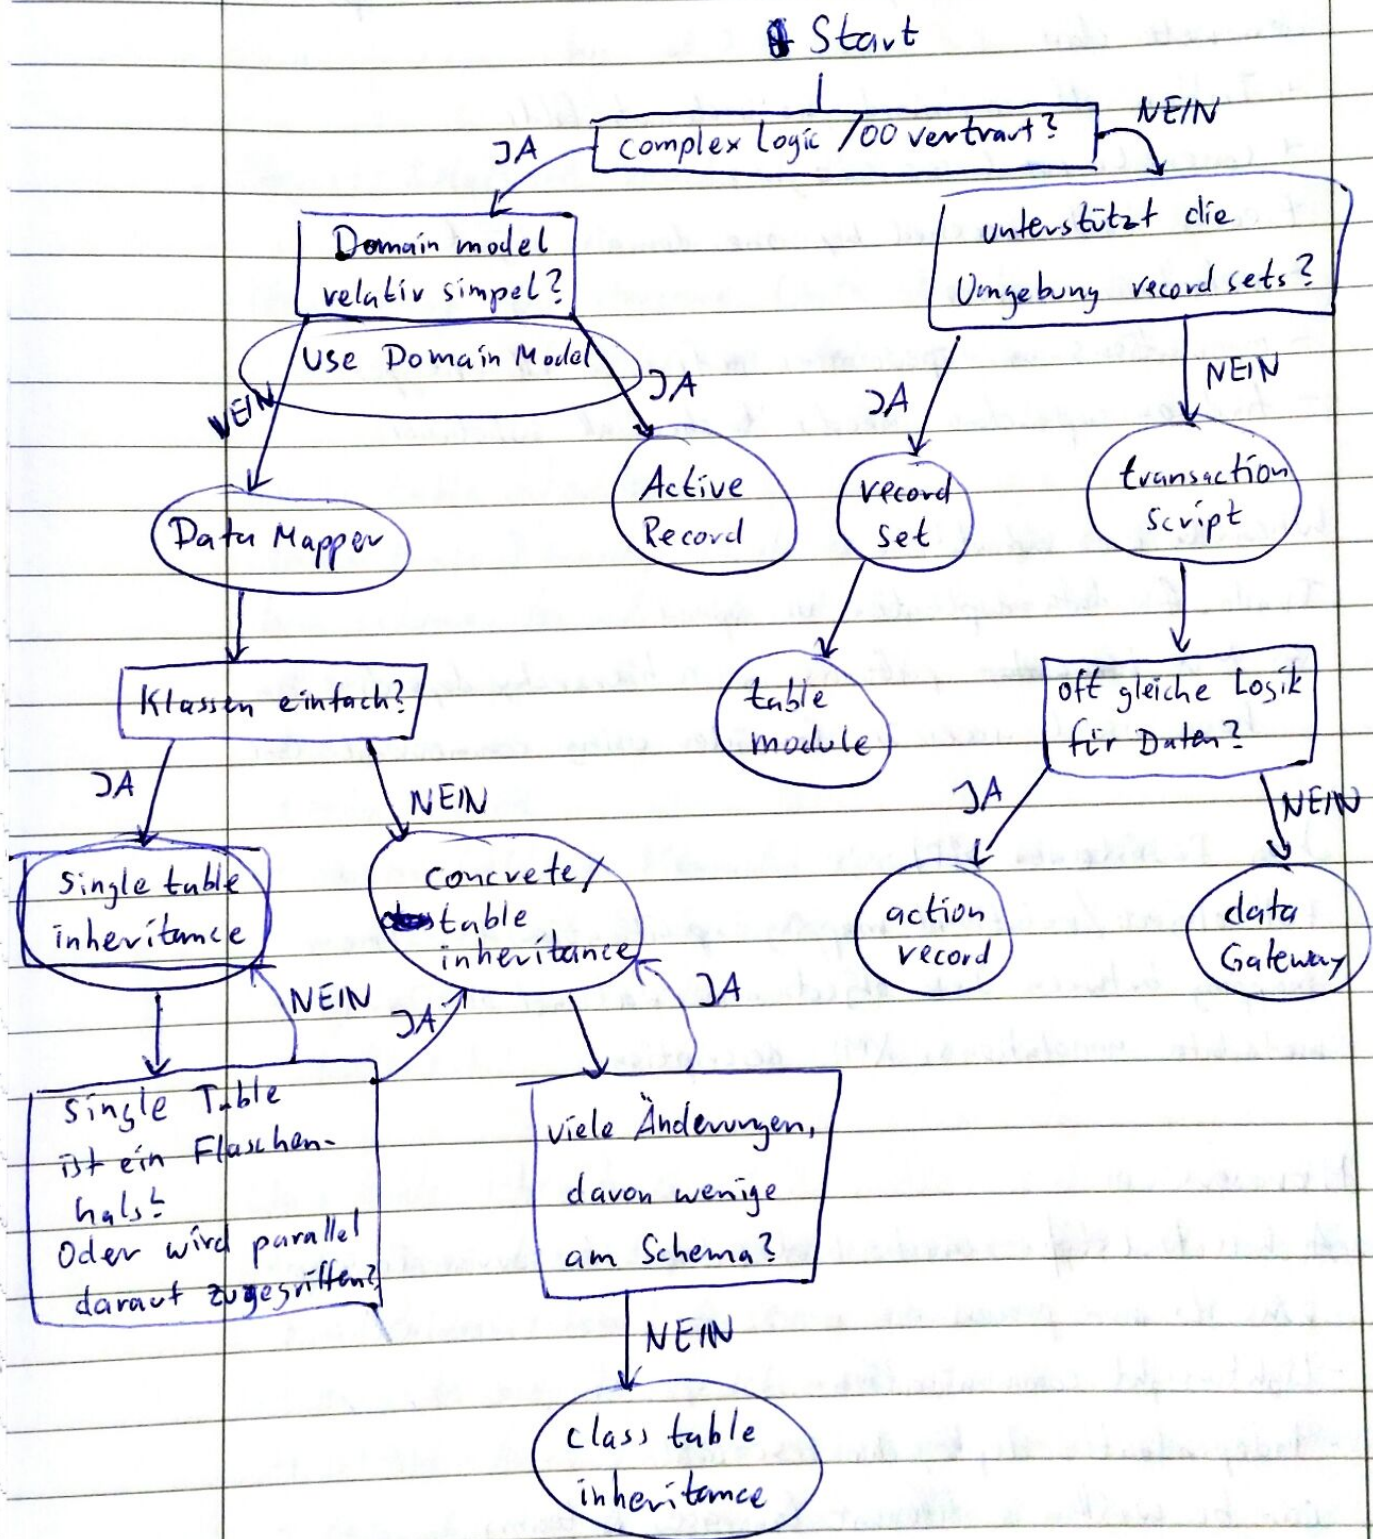 Start
complex Logic /OO vertraut?
JA
NEIN
Domain model
relativ simpel?
unterstützt die
Umgebung record sets?
use Domain Model
NEIN
JA
JA
NEIN
Data Mapper
Active
Record
record
set
transaction
script
Klassen einfach?
table
module
oft gleiche Logik
für Daten?
JA
NEIN
JA
NEIN
single table
inheritance
concrete/
table
inheritance
action
record
data
Gateway
NEIN
JA
JA
single Table
ist ein Flaschen-
hals?
Oder wird parallel
darauf zugegriffen?
viele Änderungen,
davon wenige
am Schema?
NEIN
class table
inheritance